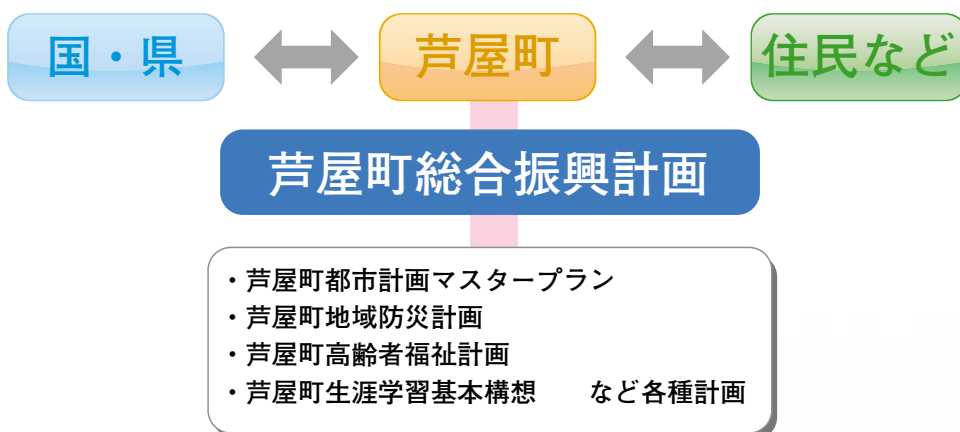 国・県
芦屋町
住民など
芦屋町総合振興計画
・芦屋町都市計画マスタープラン
・芦屋町地域防災計画
・芦屋町高齢者福祉計画
・芦屋町生涯学習基本構想　　など各種計画